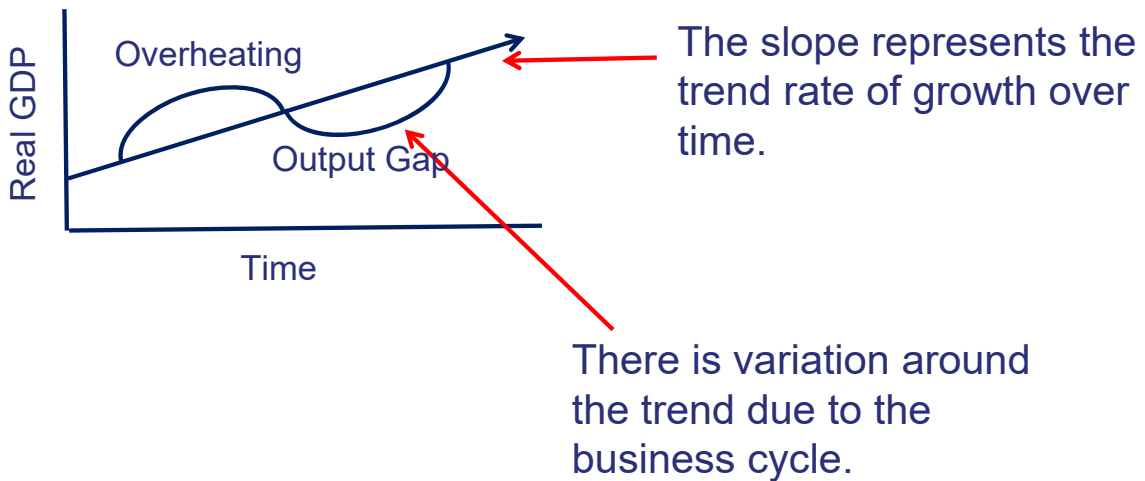 Real GDP
Overheating
Output Gap
Time
The slope represents the
trend rate of growth over
time.
There is variation around
the trend due to the
business cycle.